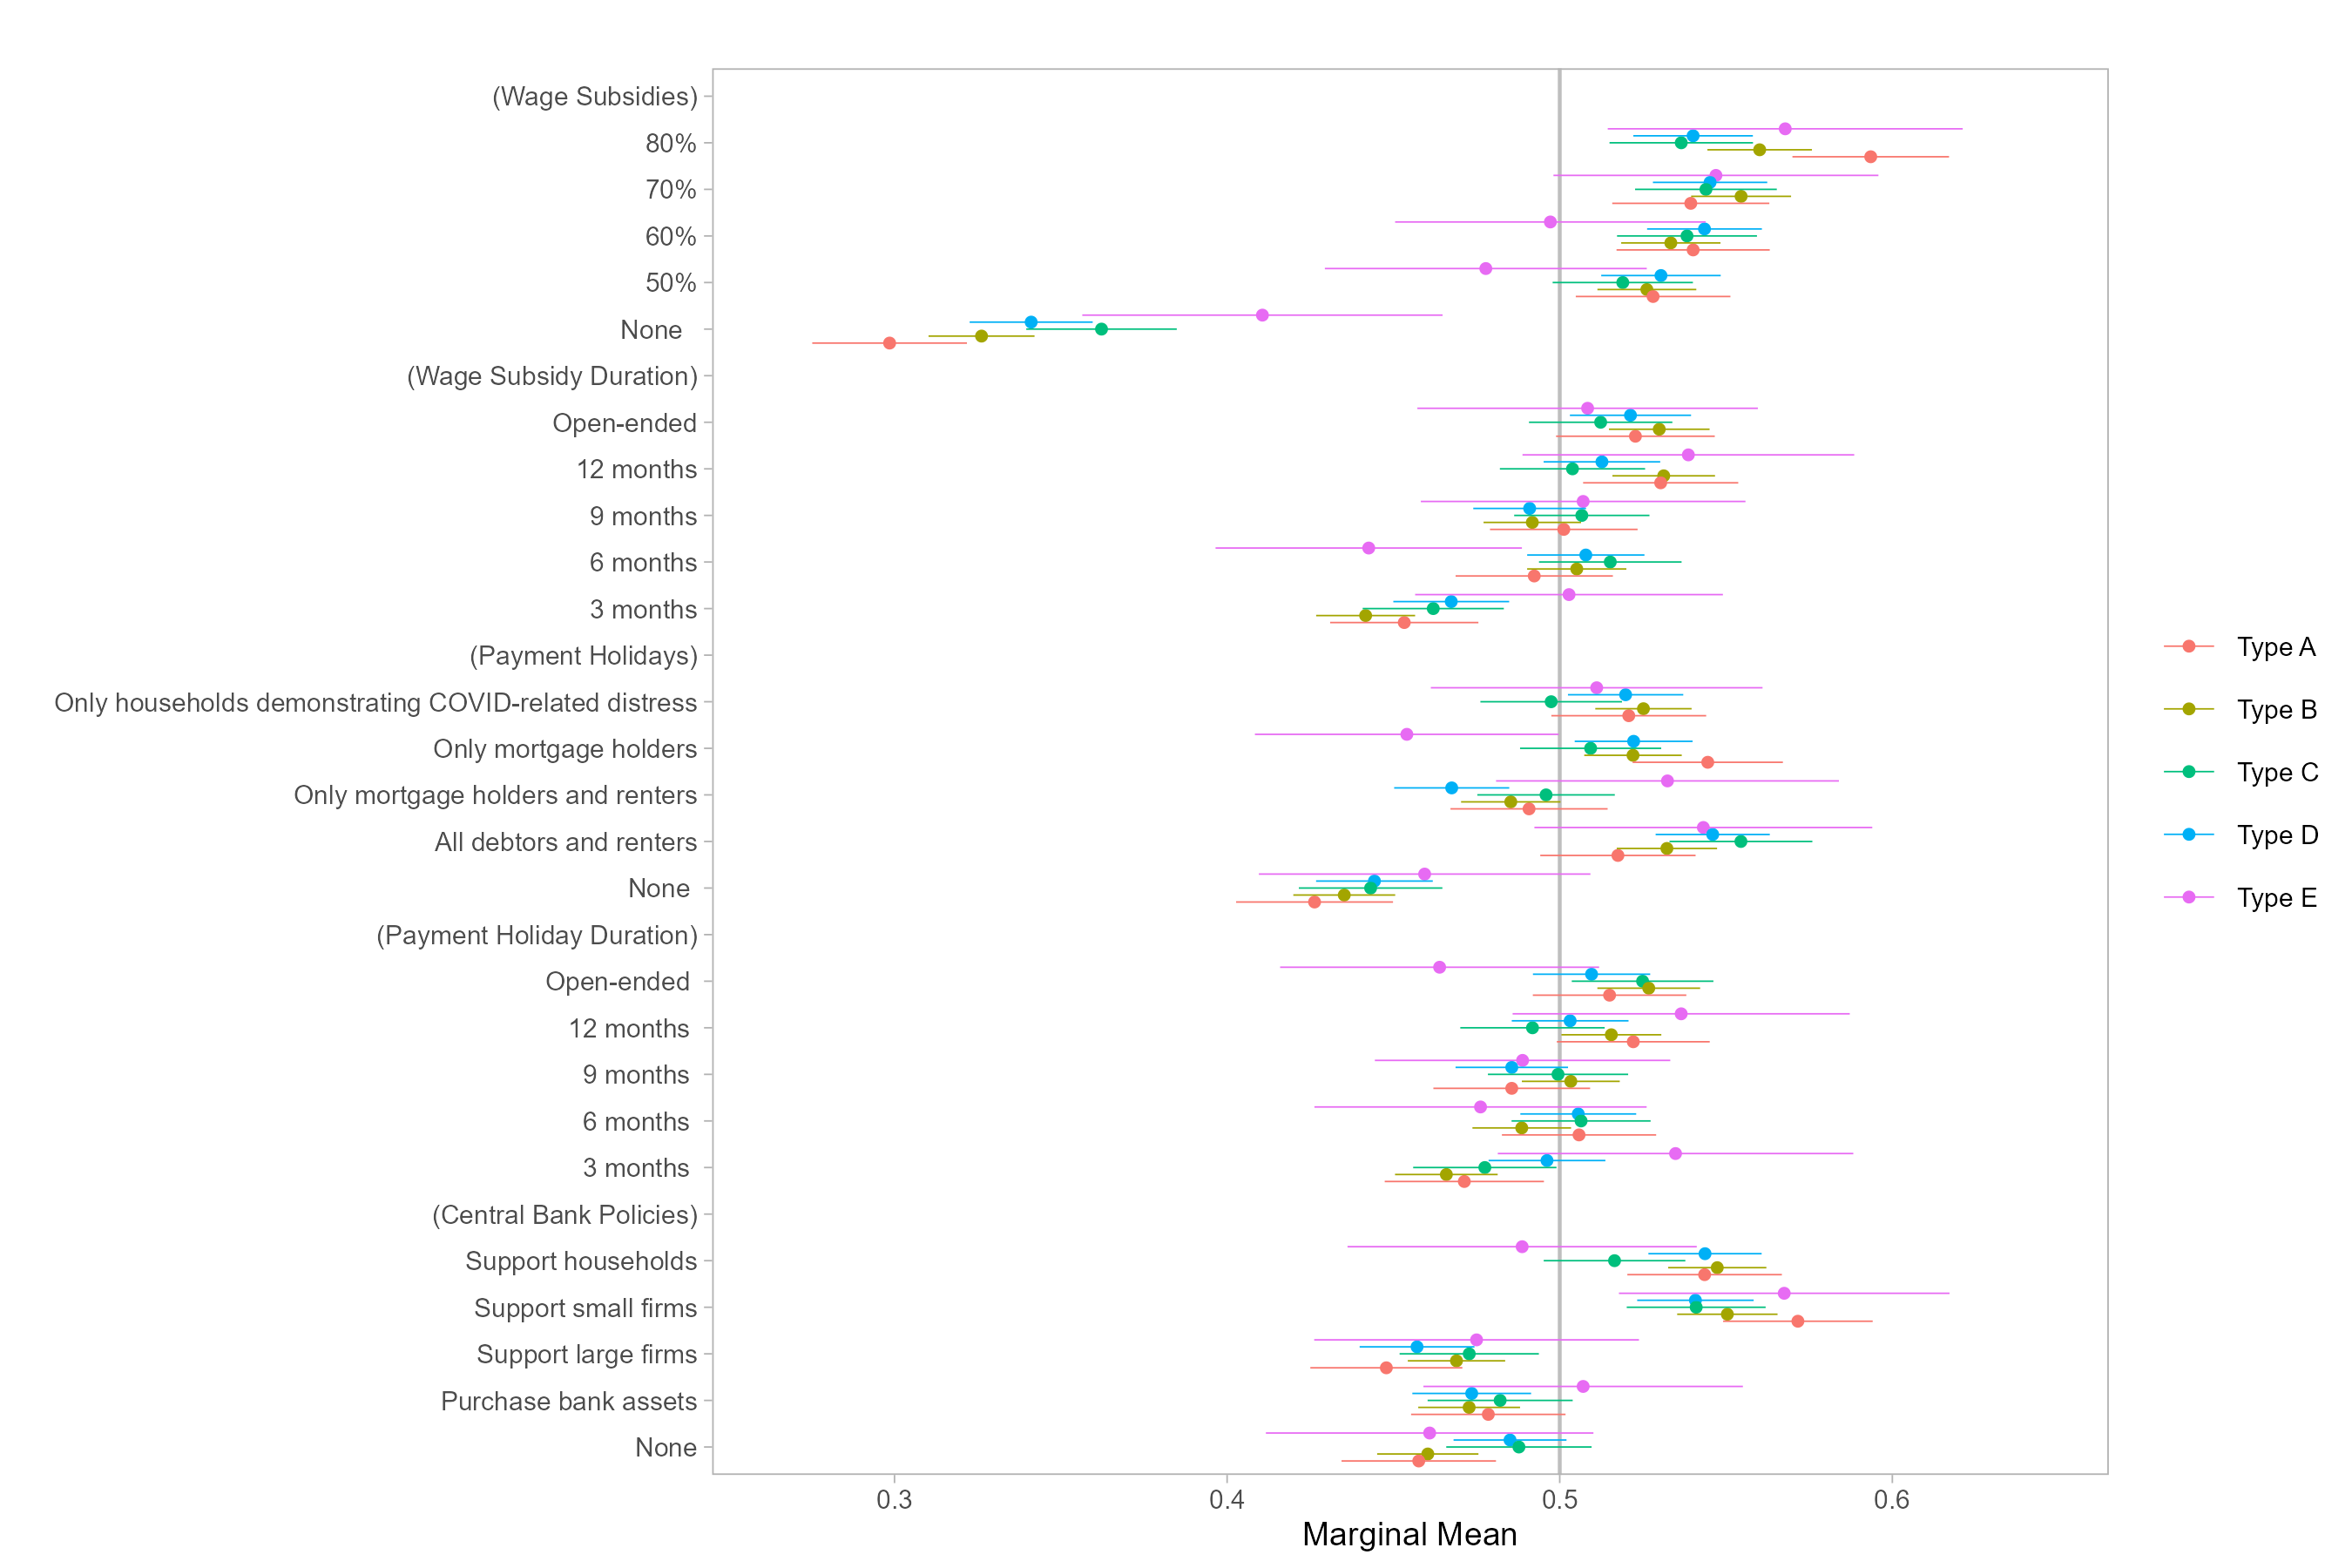 (Wage Subsidies)
80%
70%
60%
50%
None
(Wage Subsidy Duration)
Open-ended
12 months
9 months
6 months
3 months
(Payment Holidays)
Only households demonstrating COVID-related distress
Only mortgage holders
Only mortgage holders and renters
All debtors and renters
None
(Payment Holiday Duration)
Open-ended
12 months
9 months
6 months
3 months
(Central Bank Policies)
Support households
Support small firms
Support large firms
Purchase bank assets
None
0.3 0.4 0.5 0.6
Marginal Mean
Type A
Type B
Type C
Type D
Type E